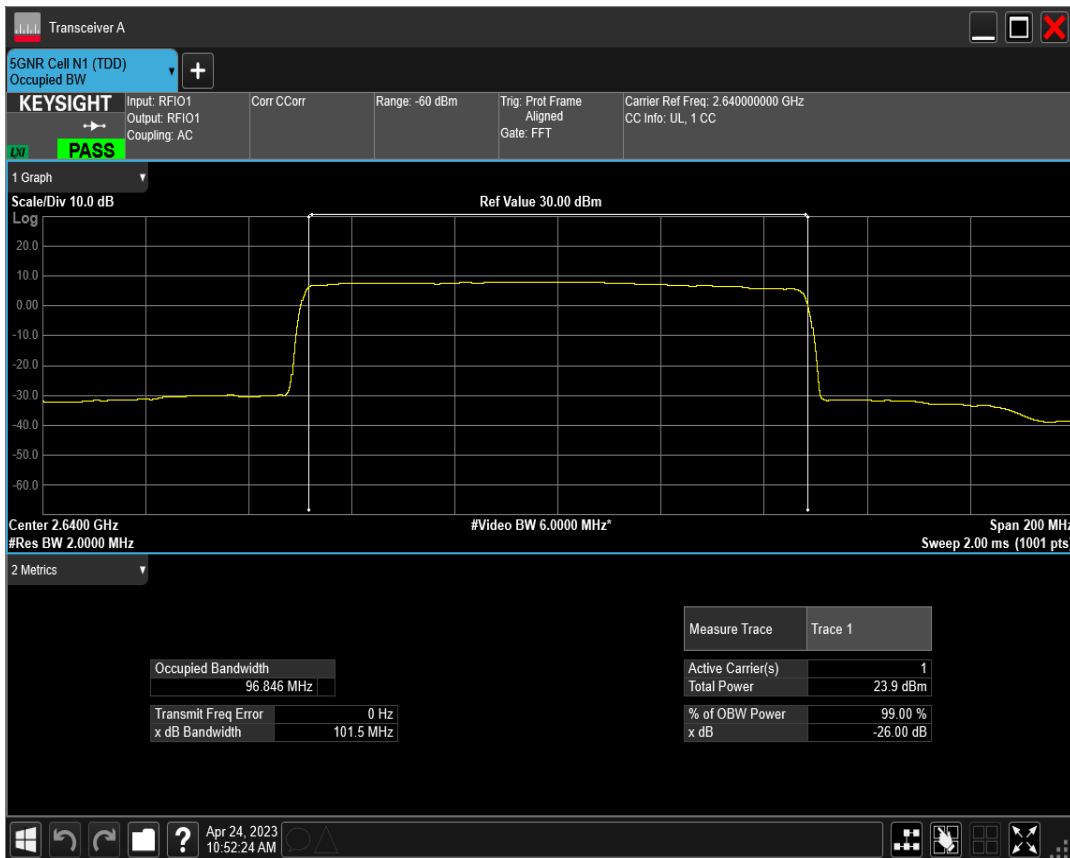 Transceiver A
5GNR Cell N1 (TDD)
Occupied BW
+
KEYSIGHT
LXI
PASS
Input: RFIO1
Output: RFIO1
Coupling: AC
Corr CCorr
Range: -60 dBm
Trig: Prot Frame
Aligned
Gate: FFT
Carrier Ref Freq: 2.640000000 GHz
CC Info: UL, 1 CC
1 Graph
Scale/Div 10.0 dB
Ref Value 30.00 dBm
Log
20.0
10.0
0.00
-10.0
-20.0
-30.0
-40.0
-50.0
-60.0
Center 2.6400 GHz
#Video BW 6.0000 MHz*
Span 200 MHz
#Res BW 2.0000 MHz
Sweep 2.00 ms (1001 pts)
2 Metrics
Measure Trace Trace 1
Occupied Bandwidth
96.846 MHz
Active Carrier(s) 1
Total Power 23.9 dBm
Transmit Freq Error 0 Hz
x dB Bandwidth 101.5 MHz
% of OBW Power 99.00 %
x dB -26.00 dB
?
Apr 24, 2023
10:52:24 AM